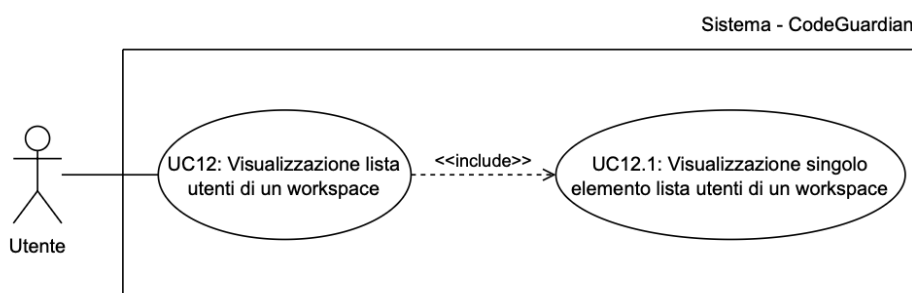 Sistema - CodeGuardian
UC12: Visualizzazione lista
utenti di un workspace
<<include>>
UC12.1: Visualizzazione singolo
elemento lista utenti di un workspace
Utente